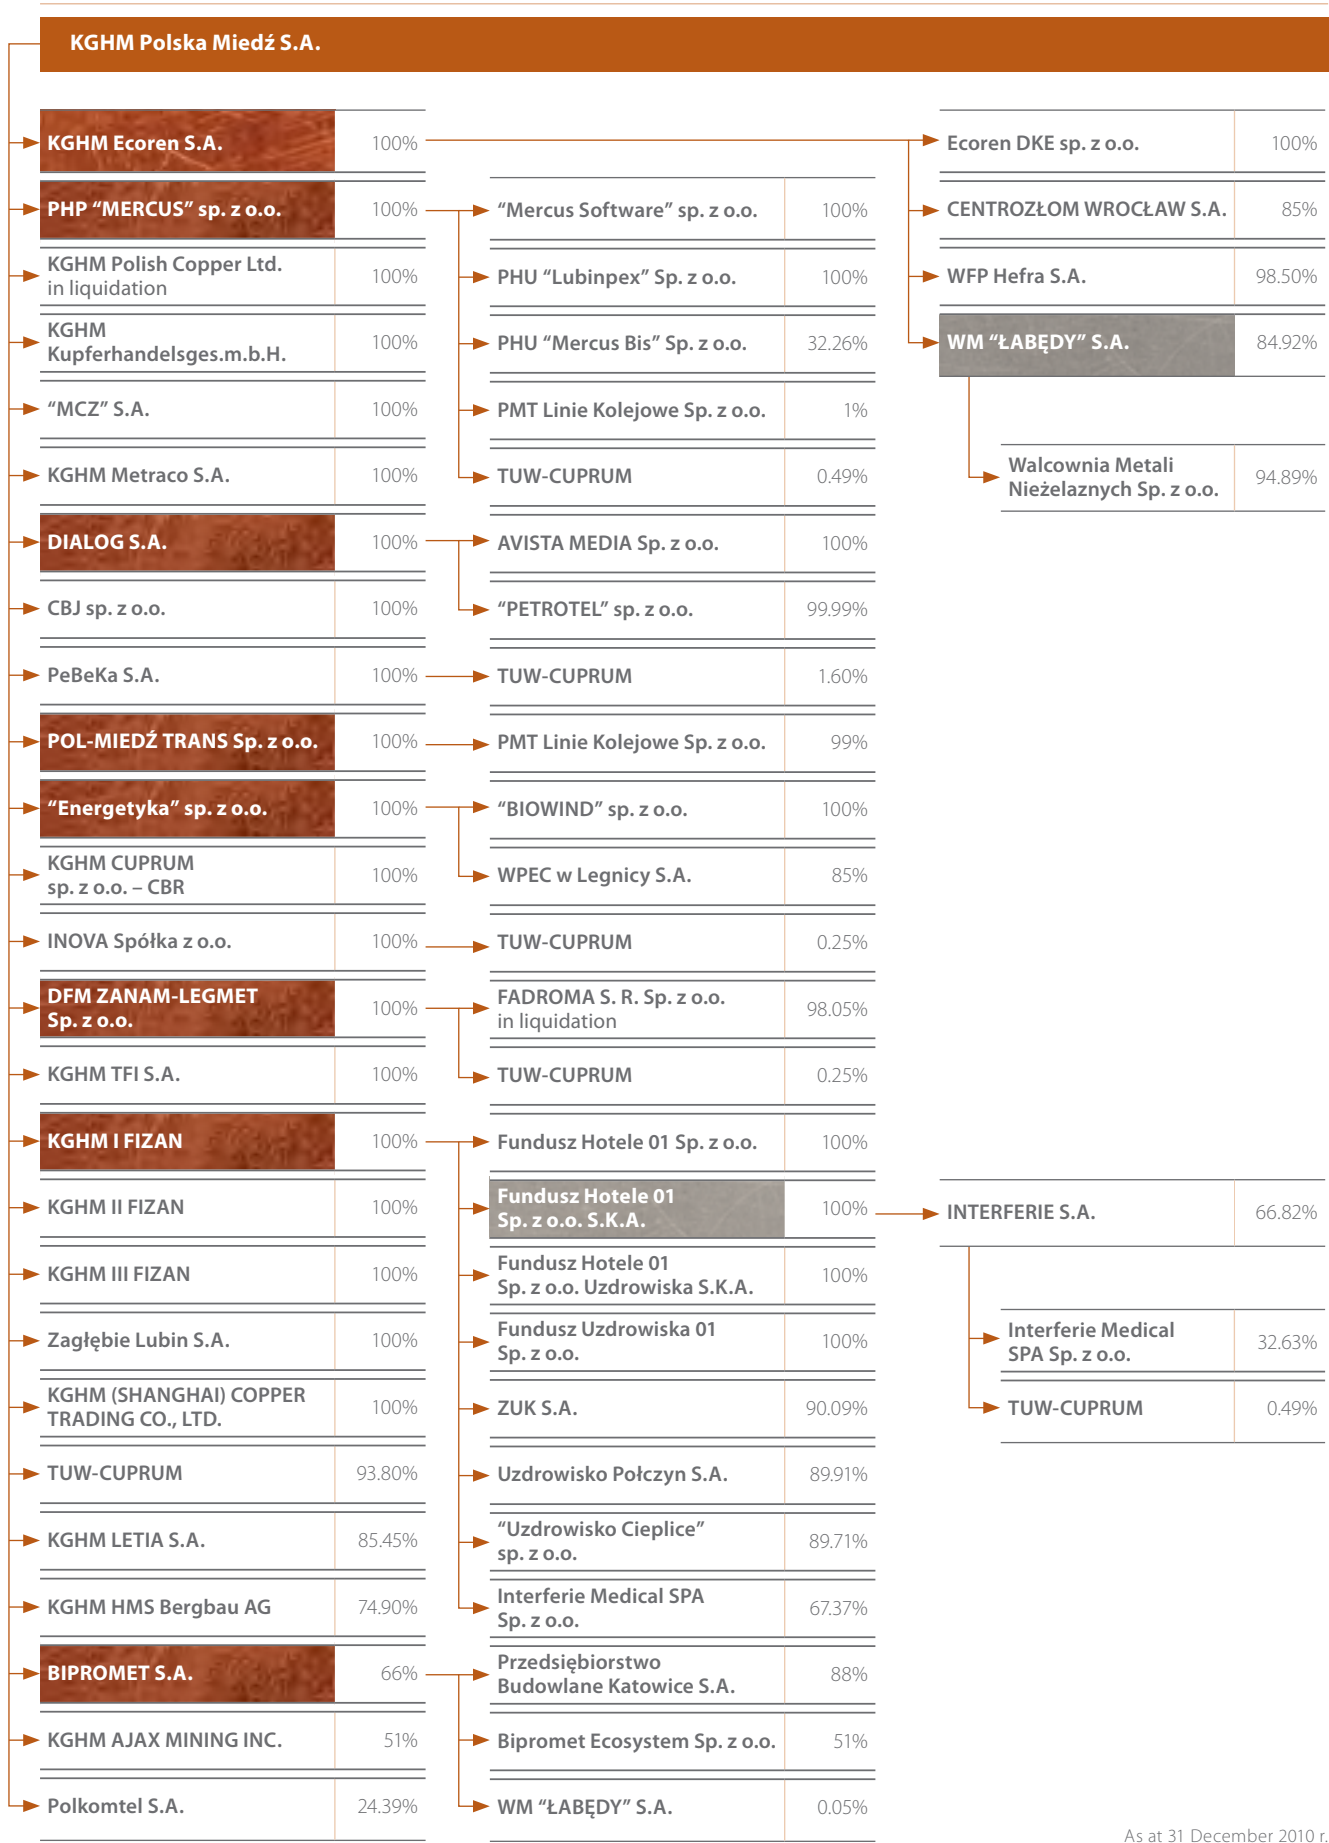 KGHM Polska Miedź S.A.
KGHM Ecoren S.A. 100%
PHP “MERCUS” sp. z o.o. 100%
KGHM Polish Copper Ltd.
in liquidation 100%
KGHM
Kupferhandelsges.m.b.H. 100%
“MCZ” S.A. 100%
KGHM Metraco S.A. 100%
DIALOG S.A. 100%
CBJ sp. z o.o. 100%
PeBeKa S.A. 100%
POL-MIEDŹ TRANS Sp. z o.o. 100%
“Energetyka” sp. z o.o. 100%
KGHM CUPRUM
sp. z o.o. – CBR 100%
INOVA Spółka z o.o. 100%
DFM ZANAM-LEGMET
Sp. z o.o. 100%
KGHM TFI S.A. 100%
KGHM I FIZAN 100%
KGHM II FIZAN 100%
KGHM III FIZAN 100%
Zagłębie Lubin S.A. 100%
KGHM (SHANGHAI) COPPER
TRADING CO., LTD. 100%
TUW-CUPRUM 93.80%
KGHM LETIA S.A. 85.45%
KGHM HMS Bergbau AG 74.90%
BIPROMET S.A. 66%
KGHM AJAX MINING INC. 51%
Polkomtel S.A. 24.39%
“Mercus Software” sp. z o.o. 100%
PHU “Lubinpex” Sp. z o.o. 100%
PHU “Mercus Bis” Sp. z o.o. 32.26%
PMT Linie Kolejowe Sp. z o.o. 1%
TUW-CUPRUM 0.49%
AVISTA MEDIA Sp. z o.o. 100%
“PETROTEL” sp. z o.o. 99.99%
TUW-CUPRUM 1.60%
PMT Linie Kolejowe Sp. z o.o. 99%
“BIOWIND” sp. z o.o. 100%
WPEC w Legnicy S.A. 85%
TUW-CUPRUM 0.25%
FADROMA S. R. Sp. z o.o.
in liquidation 98.05%
TUW-CUPRUM 0.25%
Fundusz Hotele 01 Sp. z o.o. 100%
Fundusz Hotele 01
Sp. z o.o. S.K.A. 100%
Fundusz Hotele 01
Sp. z o.o. Uzdrowiska S.K.A. 100%
Fundusz Uzdrowiska 01
Sp. z o.o. 100%
ZUK S.A. 90.09%
Uzdrowisko Połczyn S.A. 89.91%
“Uzdrowisko Cieplice”
sp. z o.o. 89.71%
Interferie Medical SPA
Sp. z o.o. 67.37%
Przedsiębiorstwo
Budowlane Katowice S.A. 88%
Bipromet Ecosystem Sp. z o.o. 51%
WM “ŁABĘDY” S.A. 0.05%
Ecoren DKE sp. z o.o. 100%
CENTROZŁOM WROCŁAW S.A. 85%
WFP Hefra S.A. 98.50%
WM “ŁABĘDY” S.A. 84.92%
Walcownia Metali
Nieżelaznych Sp. z o.o. 94.89%
INTERFERIE S.A. 66.82%
Interferie Medical
SPA Sp. z o.o. 32.63%
TUW-CUPRUM 0.49%
As at 31 December 2010 r.